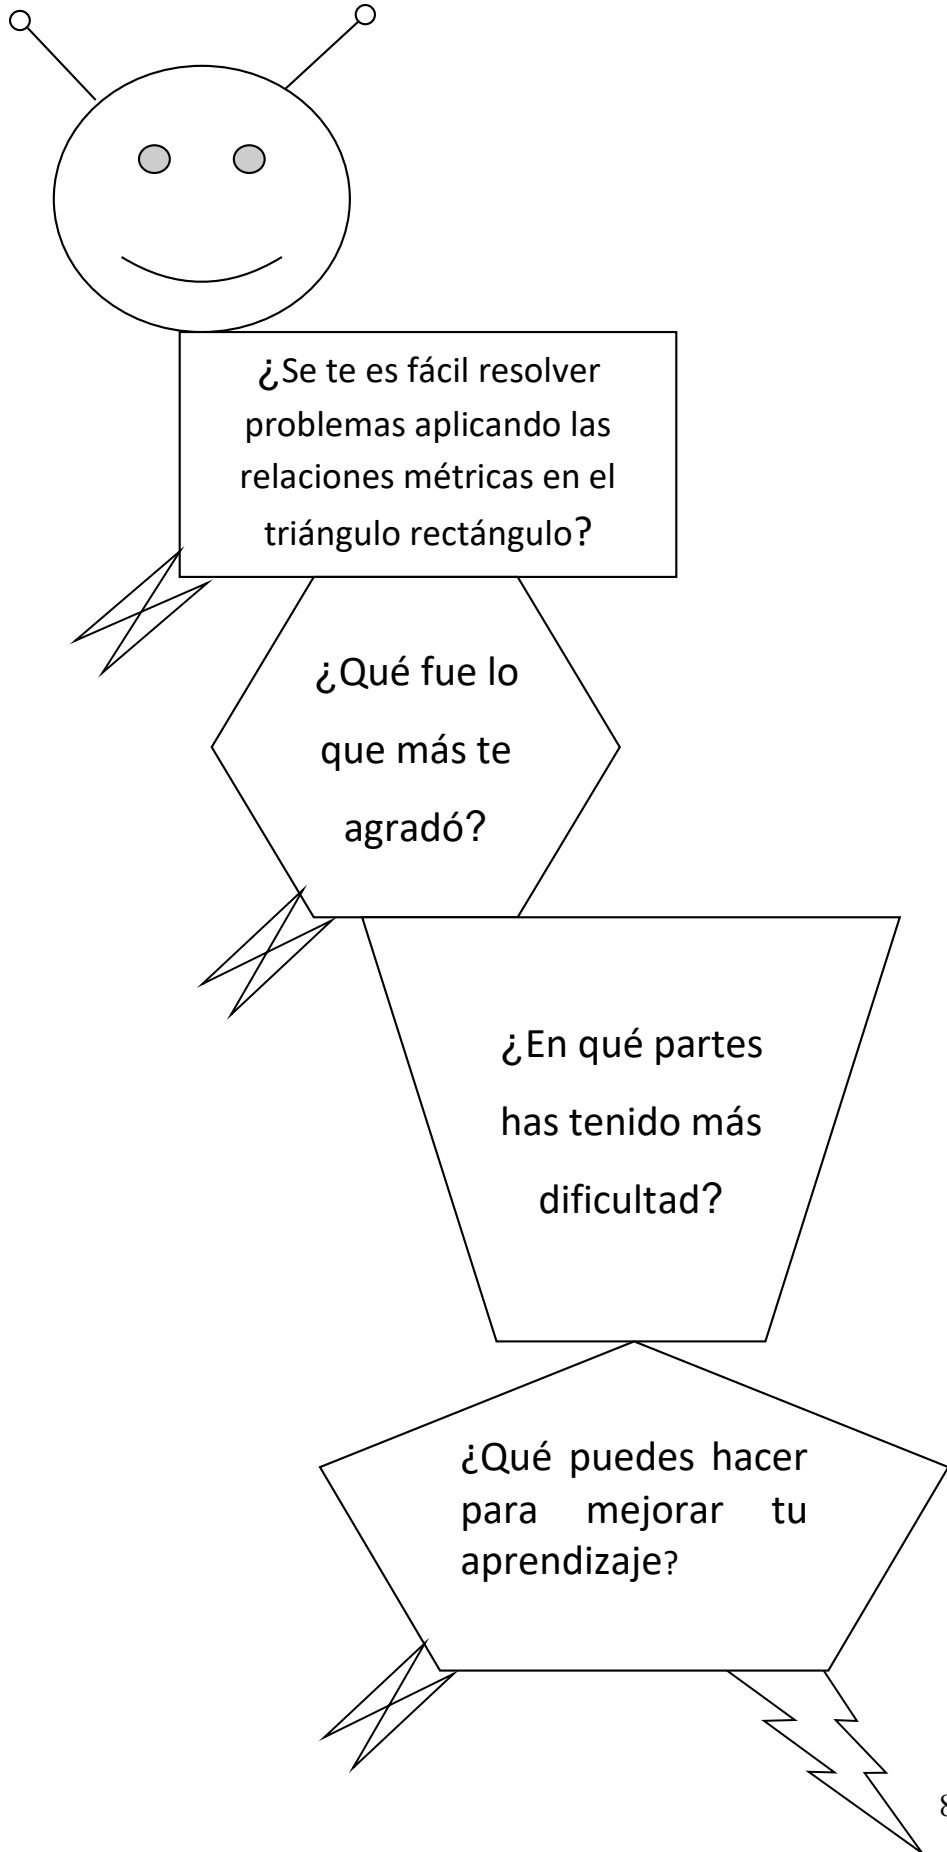 ¿Se te es fácil resolver
problemas aplicando las
relaciones métricas en el
triángulo rectángulo?
¿Qué fue lo
que más te
agradó?
¿En qué partes
has tenido más
dificultad?
¿Qué puedes hacer
para mejorar tu
aprendizaje?